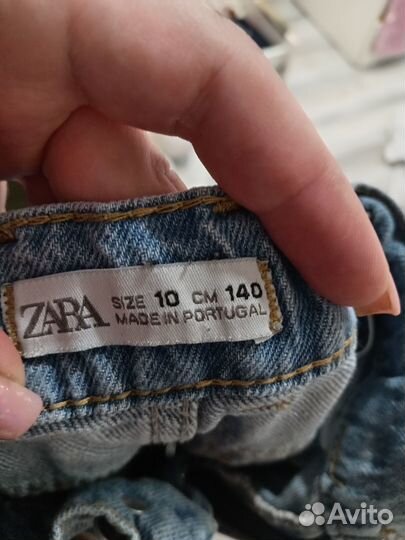 ZARA
SIZE 10 CM 140
MADE IN PORTUGAL
Avito